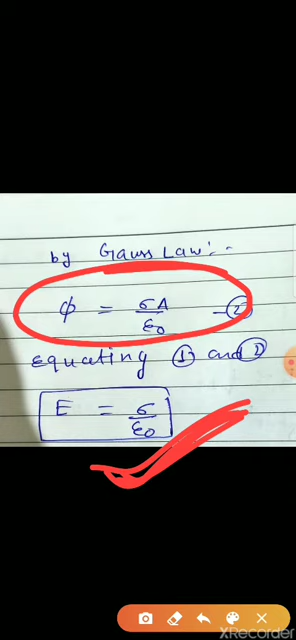 by Gauss Law :-
ϕ = σA/ε0 -②
equating ① and ②
E = σ/ε0
XRecorder